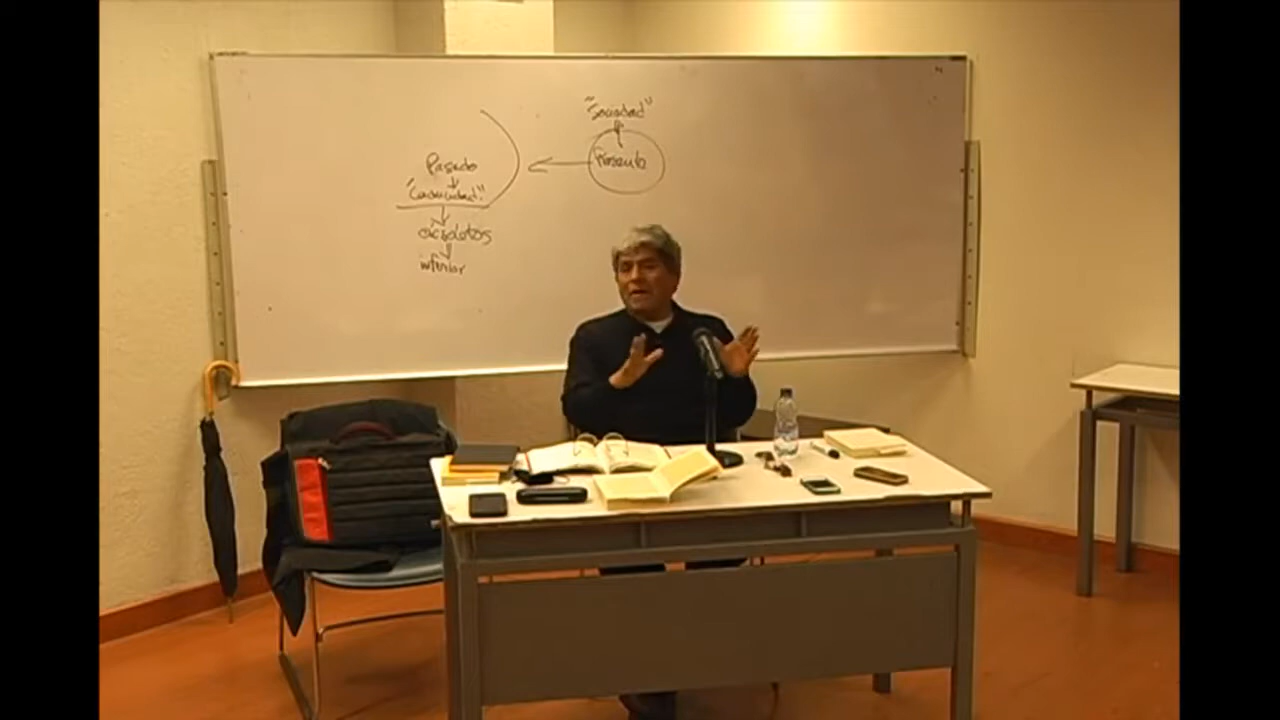 "Sociedad"
Presente
Pasado
"Comunidad"
obsoletos
inferior